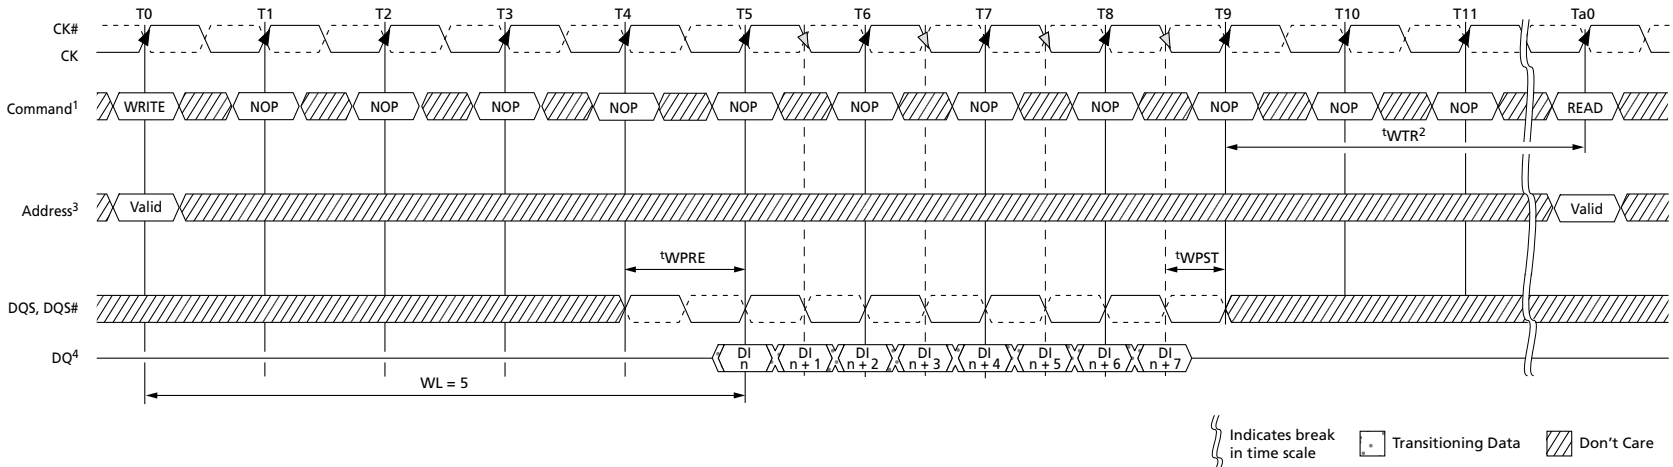 T0 T1 T2 T3 T4 T5 T6 T7 T8 T9 T10 T11 Ta0
CK#
CK
Command1 WRITE NOP NOP NOP NOP NOP NOP NOP NOP NOP NOP NOP READ
tWTR2
Address3 Valid Valid
tWPRE tWPST
DQS, DQS#
DQ4 DI n DI n + 1 DI n + 2 DI n + 3 DI n + 4 DI n + 5 DI n + 6 DI n + 7
WL = 5
Indicates break
in time scale
Transitioning Data
Don't Care